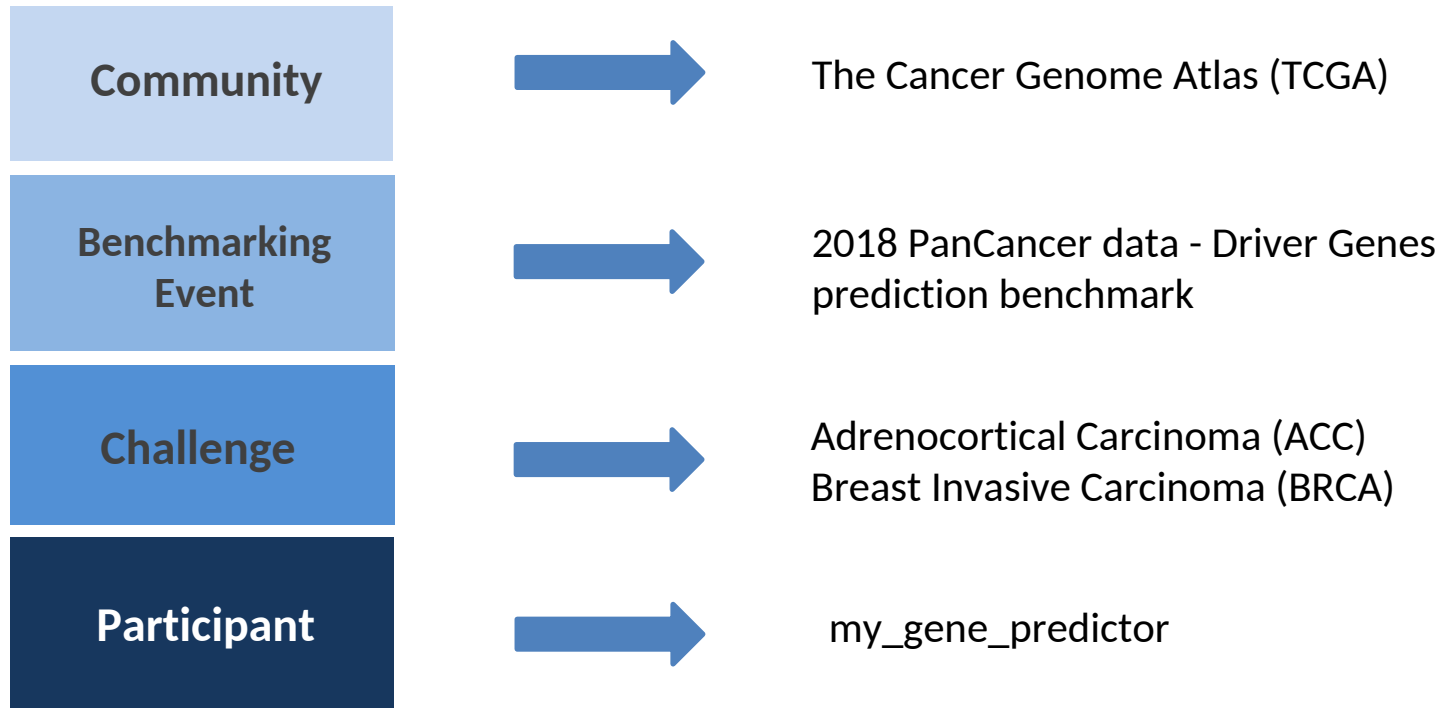 Community
The Cancer Genome Atlas (TCGA)
Benchmarking
Event
2018 PanCancer data - Driver Genes
prediction benchmark
Challenge
Adrenocortical Carcinoma (ACC)
Breast Invasive Carcinoma (BRCA)
Participant
my_gene_predictor